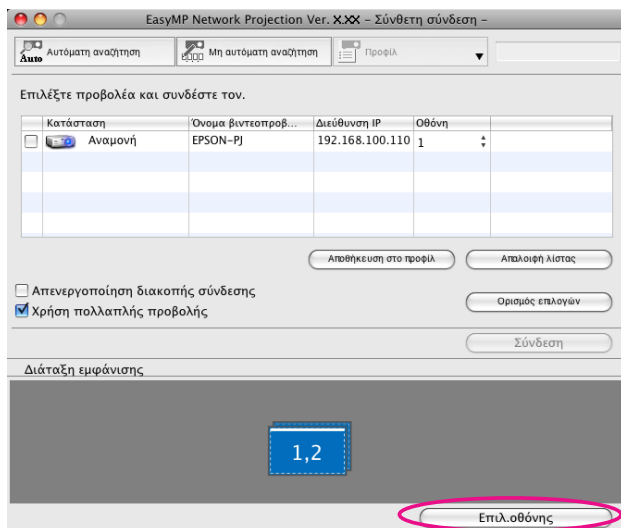 EasyMP Network Projection Ver. X.XX – Σύνθετη σύνδεση –
Auto Αυτόματη αναζήτηση Μη αυτόματη αναζήτηση Προφίλ
Επιλέξτε προβολέα και συνδέστε τον.
Κατάσταση Όνομα βιντεοπροβ... Διεύθυνση IP Οθόνη
Αναμονή EPSON-PJ 192.168.100.110 1
Αποθήκευση στο προφίλ Απαλοιφή λίστας
Απενεργοποίηση διακοπής σύνδεσης
Ορισμός επιλογών
Χρήση πολλαπλής προβολής
Σύνδεση
Διάταξη εμφάνισης
1,2
Επιλ.οθόνης